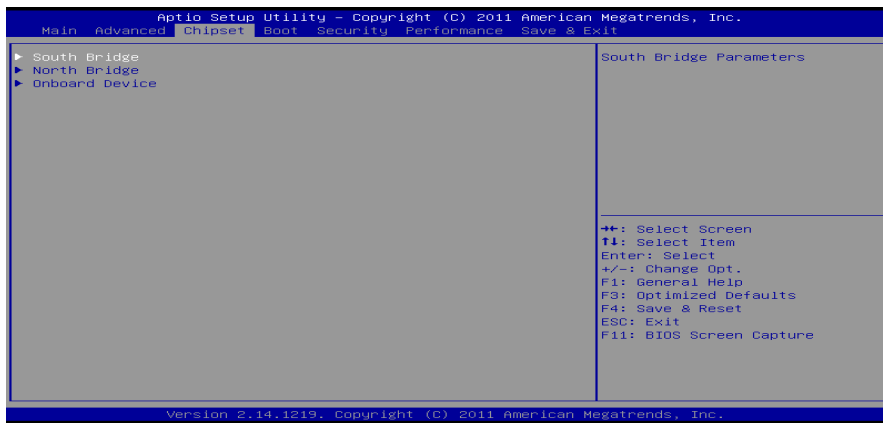 Aptio Setup Utility – Copyright (C) 2011 American Megatrends, Inc.
Main Advanced Chipset Boot Security Performance Save & Exit
► South Bridge
► North Bridge
► Onboard Device
South Bridge Parameters
→←: Select Screen
↑↓: Select Item
Enter: Select
+/-: Change Opt.
F1: General Help
F3: Optimized Defaults
F4: Save & Reset
ESC: Exit
F11: BIOS Screen Capture
Version 2.14.1219. Copyright (C) 2011 American Megatrends, Inc.